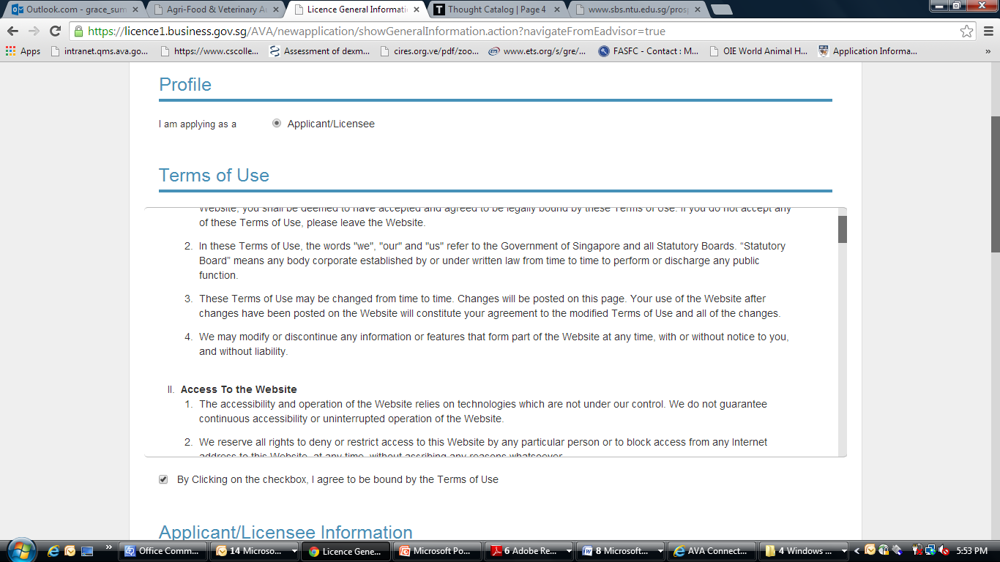 Outlook.com - grace_sum
Agri-Food & Veterinary Au
Licence General Informati
Thought Catalog | Page 4
www.sbs.ntu.edu.sg/prosp
https://licence1.business.gov.sg/AVA/newapplication/showGeneralInformation.action?navigateFromEadvisor=true
Apps
intranet.qms.ava.go...
https://www.cscolle...
Assessment of dexm...
cires.org.ve/pdf/zoo...
ETS
www.ets.org/s/gre/...
FASFC - Contact : M...
OIE World Animal H...
Application Informa...
»
Profile
I am applying as a
Applicant/Licensee
Terms of Use
Website, you shall be deemed to have accepted and agreed to be legally bound by these Terms of Use. If you do not accept any
of these Terms of Use, please leave the Website.
2. In these Terms of Use, the words "we", "our" and "us" refer to the Government of Singapore and all Statutory Boards. “Statutory
Board” means any body corporate established by or under written law from time to time to perform or discharge any public
function.
3. These Terms of Use may be changed from time to time. Changes will be posted on this page. Your use of the Website after
changes have been posted on the Website will constitute your agreement to the modified Terms of Use and all of the changes.
4. We may modify or discontinue any information or features that form part of the Website at any time, with or without notice to you,
and without liability.
II. Access To the Website
1. The accessibility and operation of the Website relies on technologies which are not under our control. We do not guarantee
continuous accessibility or uninterrupted operation of the Website.
2. We reserve all rights to deny or restrict access to this Website by any particular person or to block access from any Internet
address to this Website, at any time, without ascribing any reasons whatsoever.
By Clicking on the checkbox, I agree to be bound by the Terms of Use
Applicant/Licensee Information
»
Office Comm...
14 Microso...
Licence Gene...
Microsoft Po...
6 Adobe Re...
8 Microsoft...
AVA Connect...
4 Windows ...
5:53 PM